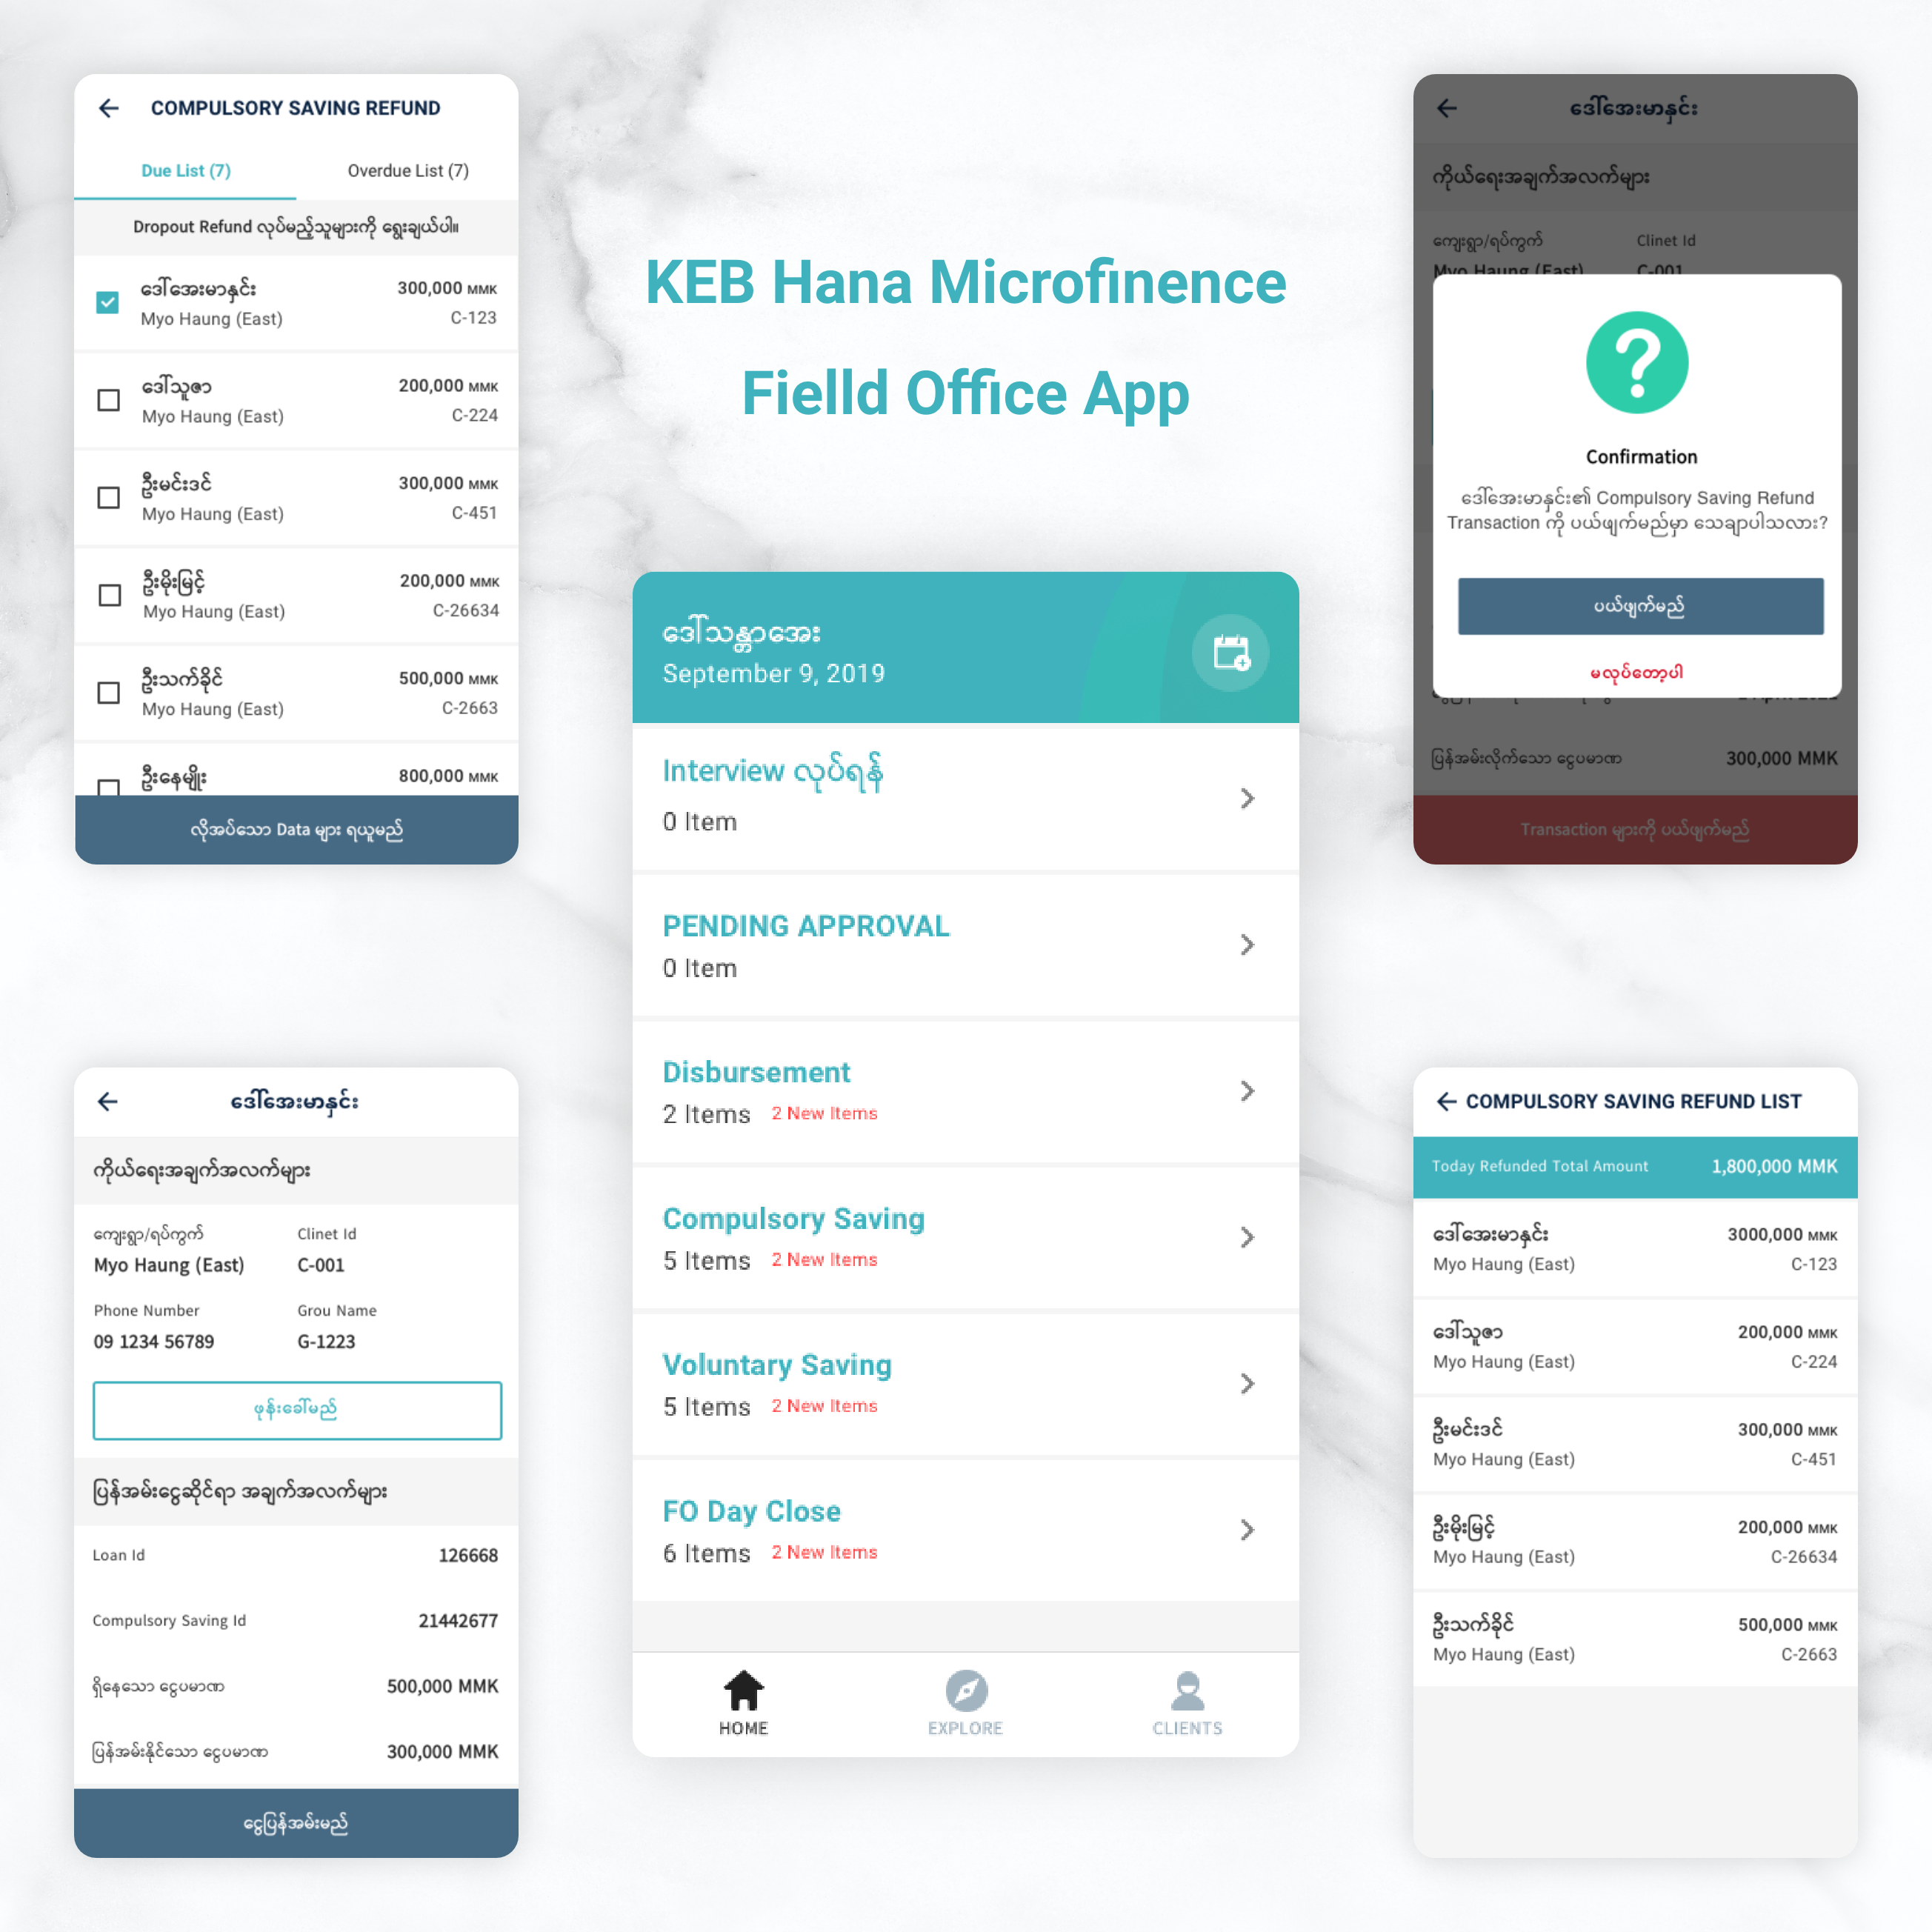 COMPULSORY SAVING REFUND
Due List (7)
Overdue List (7)
Dropout Refund လုပ်မည့်သူများကို ရွေးချယ်ပါ။
ဒေါ်အေးမာနှင်း
300,000 MMK
Myo Haung (East)
C-123
ဒေါ်သူဇာ
200,000 MMK
Myo Haung (East)
C-224
ဦးမင်းဒင်
300,000 MMK
Myo Haung (East)
C-451
ဦးမိုးမြင့်
200,000 MMK
Myo Haung (East)
C-26634
ဦးသက်ခိုင်
500,000 MMK
Myo Haung (East)
C-2663
ဦးနေမျိုး
800,000 MMK
လိုအပ်သော Data များ ရယူမည်
KEB Hana Microfinence
Fielld Office App
ဒေါ်အေးမာနှင်း
ကိုယ်ရေးအချက်အလက်များ
ကျေးရွာ/ရပ်ကွက်
Clinet Id
Myo Haung (East)
C-001
Confirmation
ဒေါ်အေးမာနှင်း၏ Compulsory Saving Refund
Transaction ကို ပယ်ဖျက်မည်မှာ သေချာပါသလား?
ပယ်ဖျက်မည်
မလုပ်တော့ပါ
ပြန်အမ်းလိုက်သော ငွေပမာဏ
300,000 MMK
Transaction များကို ပယ်ဖျက်မည်
ဒေါ်သန္တာအေး
September 9, 2019
Interview လုပ်ရန်
0 Item
PENDING APPROVAL
0 Item
Disbursement
2 Items 2 New Items
Compulsory Saving
5 Items 2 New Items
Voluntary Saving
5 Items 2 New Items
FO Day Close
6 Items 2 New Items
HOME
EXPLORE
CLIENTS
ဒေါ်အေးမာနှင်း
ကိုယ်ရေးအချက်အလက်များ
ကျေးရွာ/ရပ်ကွက်
Clinet Id
Myo Haung (East)
C-001
Phone Number
Grou Name
09 1234 56789
G-1223
ဖုန်းခေါ်မည်
ပြန်အမ်းငွေဆိုင်ရာ အချက်အလက်များ
Loan Id
126668
Compulsory Saving Id
21442677
ရှိနေသော ငွေပမာဏ
500,000 MMK
ပြန်အမ်းနိုင်သော ငွေပမာဏ
300,000 MMK
ငွေပြန်အမ်းမည်
COMPULSORY SAVING REFUND LIST
Today Refunded Total Amount
1,800,000 MMK
ဒေါ်အေးမာနှင်း
3000,000 MMK
Myo Haung (East)
C-123
ဒေါ်သူဇာ
200,000 MMK
Myo Haung (East)
C-224
ဦးမင်းဒင်
300,000 MMK
Myo Haung (East)
C-451
ဦးမိုးမြင့်
200,000 MMK
Myo Haung (East)
C-26634
ဦးသက်ခိုင်
500,000 MMK
Myo Haung (East)
C-2663